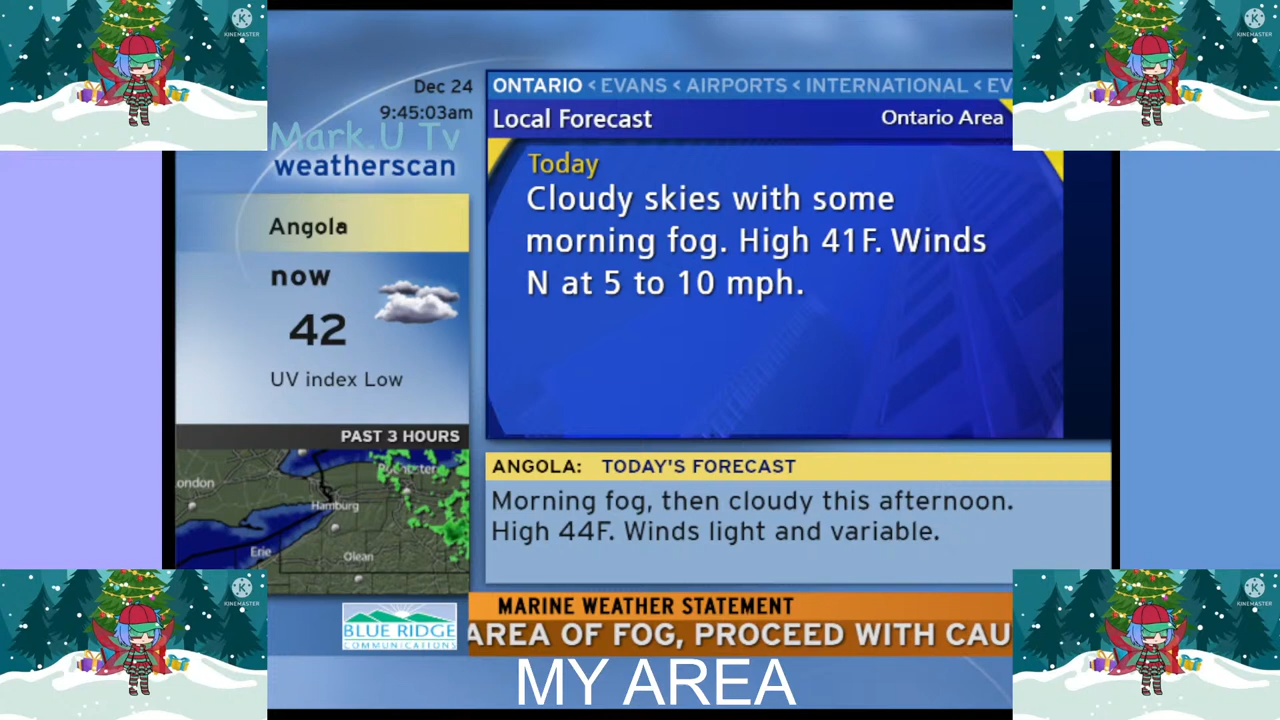 KINEMASTER
KINEMASTER
Dec 24
9:45:03am
Mark.U Tv
weatherscan
ONTARIO < EVANS < AIRPORTS < INTERNATIONAL < EV
Local Forecast
Ontario Area
Today
Cloudy skies with some
morning fog. High 41F. Winds
N at 5 to 10 mph.
Angola
now
42
UV index Low
PAST 3 HOURS
ondon
Rochester
Hamburg
Erie
Olean
ANGOLA: TODAY'S FORECAST
Morning fog, then cloudy this afternoon.
High 44F. Winds light and variable.
MARINE WEATHER STATEMENT
AREA OF FOG, PROCEED WITH CAU
BLUE RIDGE
COMMUNICATIONS
KINEMASTER
KINEMASTER
MY AREA